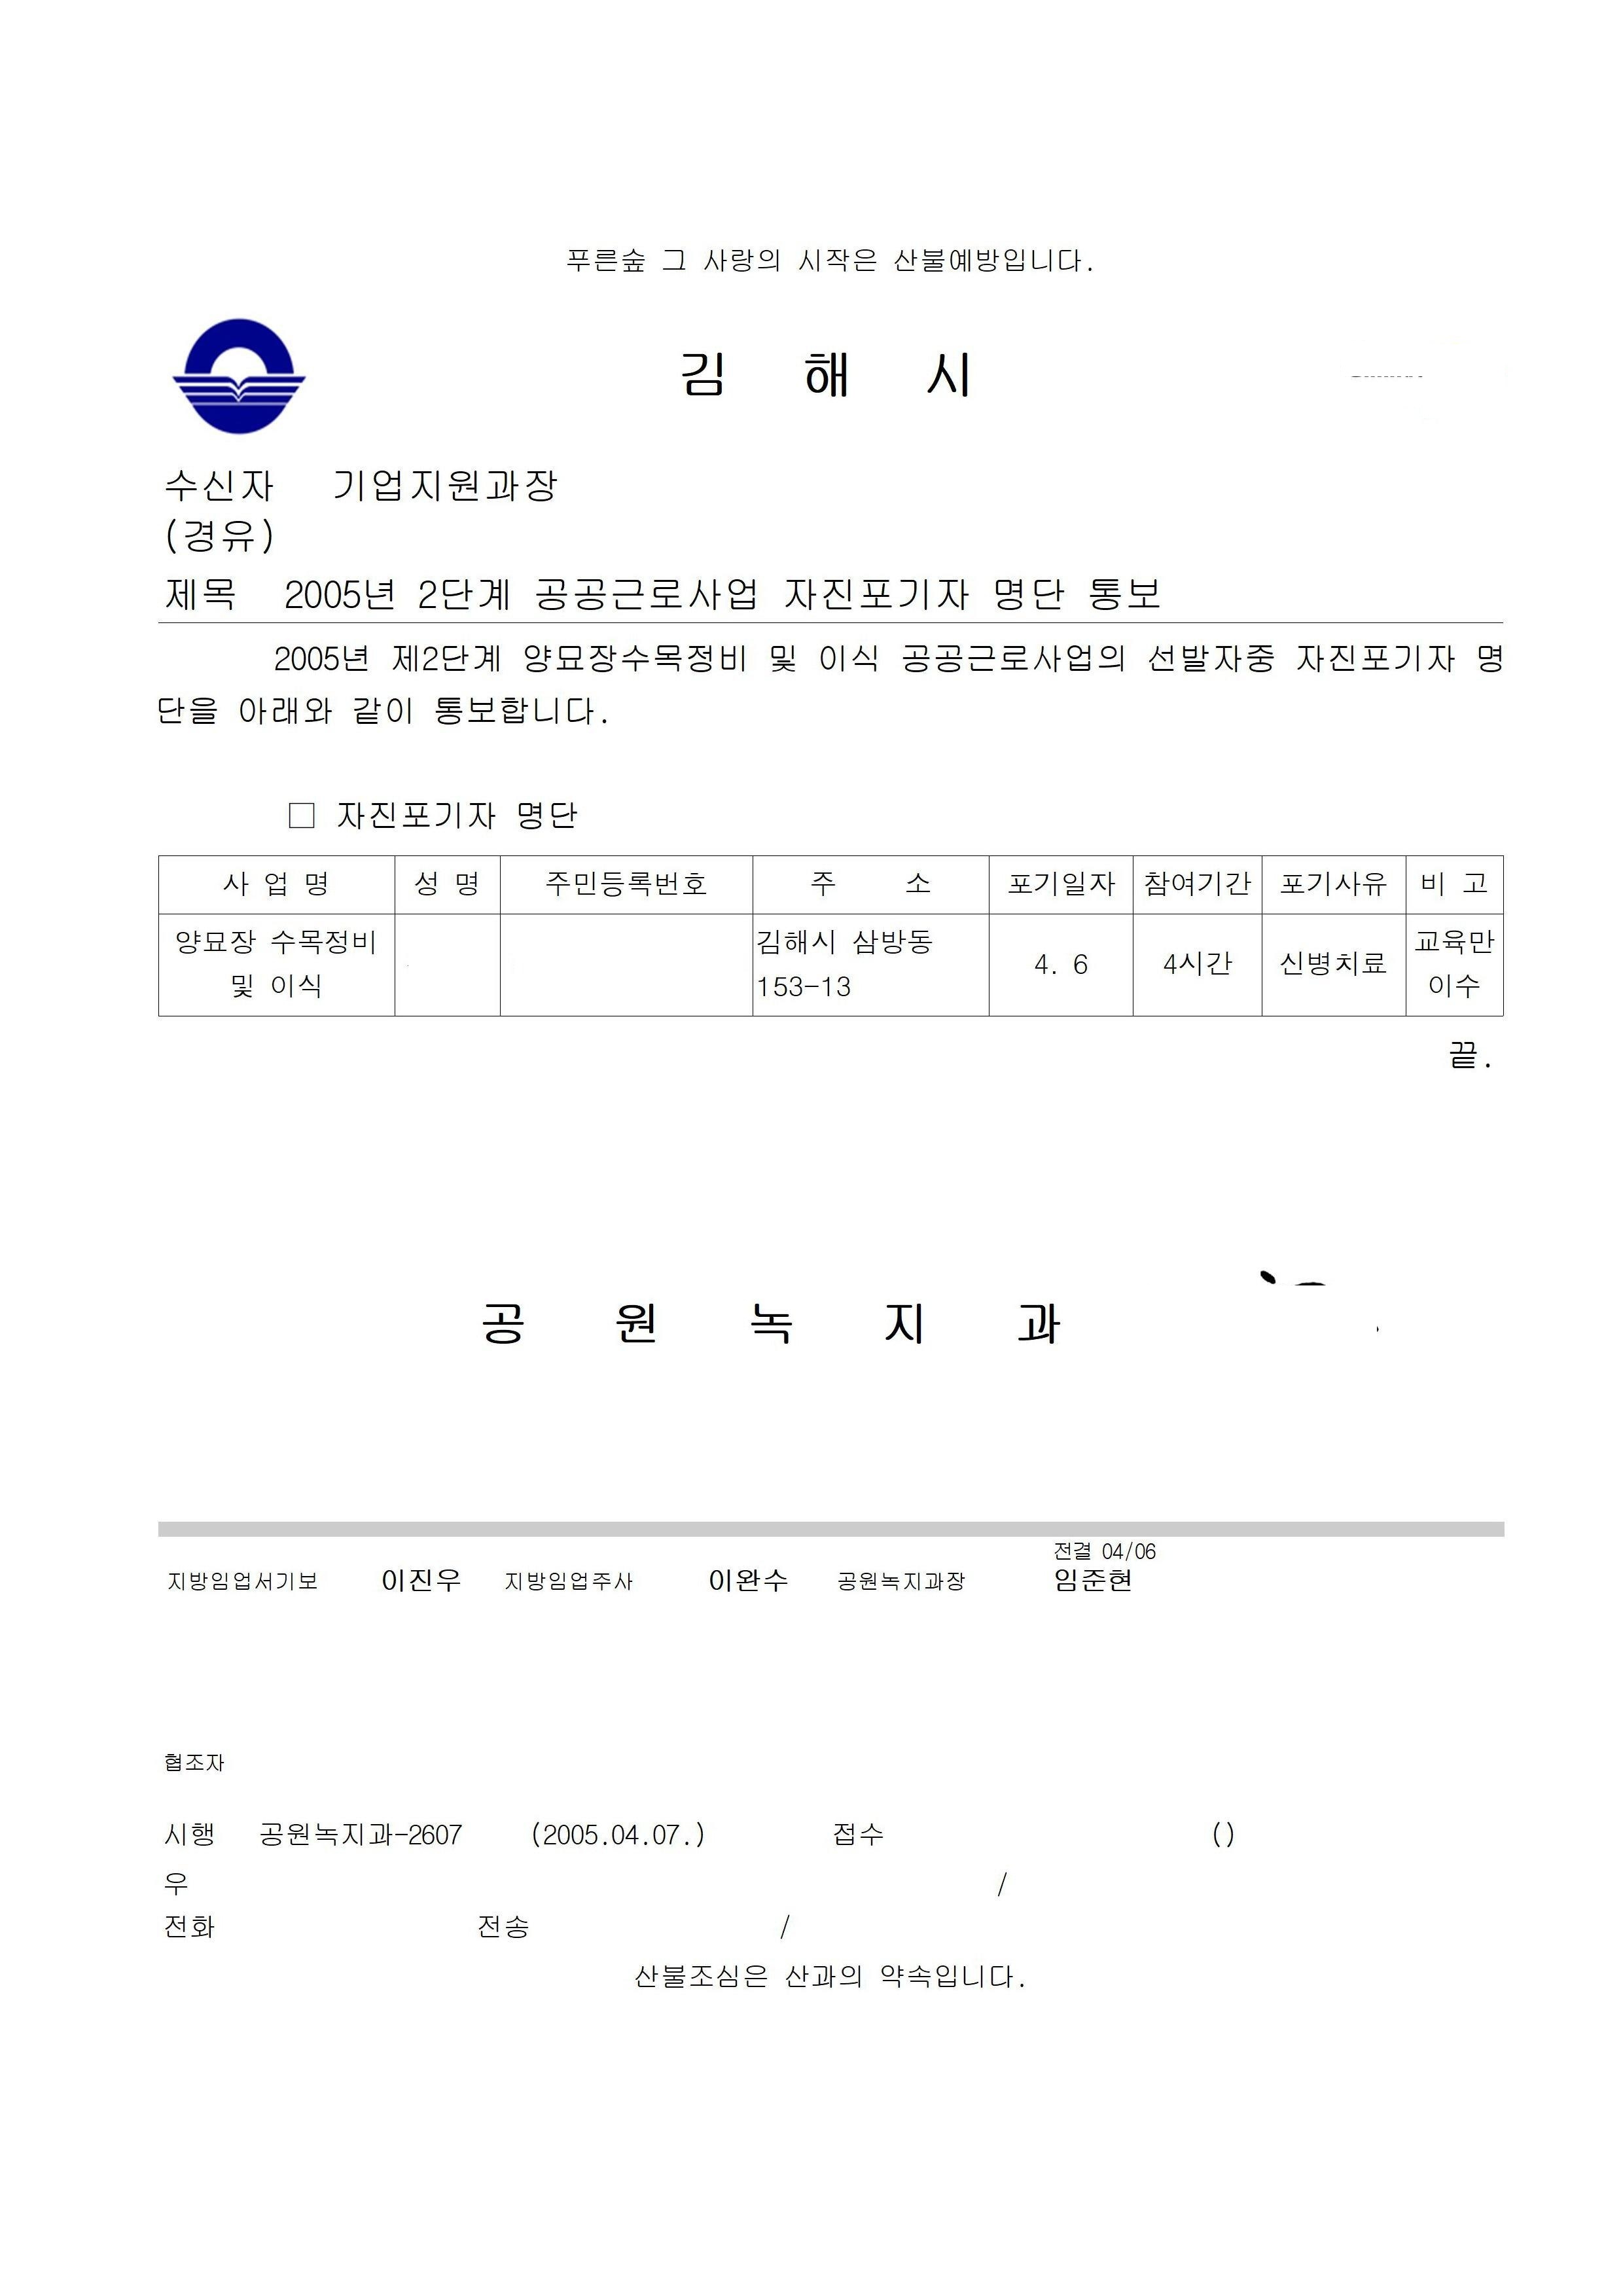 푸른숲 그 사랑의 시작은 산불예방입니다.
김 해 시
수신자 기업지원과장
(경유)
제목 2005년 2단계 공공근로사업 자진포기자 명단 통보
2005년 제2단계 양묘장수목정비 및 이식 공공근로사업의 선발자중 자진포기자 명
단을 아래와 같이 통보합니다.
□ 자진포기자 명단
사 업 명 성 명 주민등록번호 주 소 포기일자 참여기간 포기사유 비 고
양묘장 수목정비 김해시 삼방동 교육만
4. 6 4시간 신병치료
및 이식 153-13 이수
끝.
공 원 녹 지 과
전결 04/06
지방임업서기보 이진우 지방임업주사 이완수 공원녹지과장 임준현
협조자
시행 공원녹지과-2607 (2005.04.07.) 접수 ()
우 /
전화 전송 /
산불조심은 산과의 약속입니다.